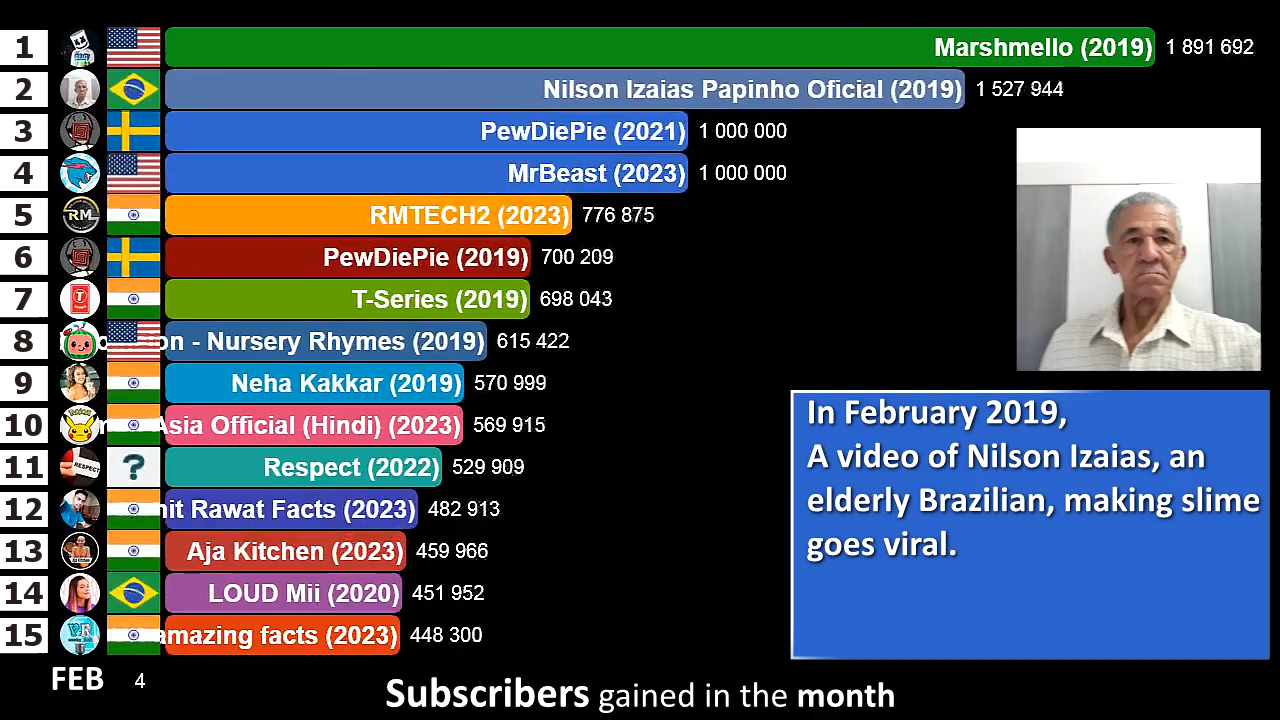 1 Marshmello (2019) 1 891 692
2 Nilson Izaias Papinho Oficial (2019) 1 527 944
3 PewDiePie (2021) 1 000 000
4 MrBeast (2023) 1 000 000
5 RM RMTECH2 (2023) 776 875
6 PewDiePie (2019) 700 209
7 T-Series (2019) 698 043
8 on - Nursery Rhymes (2019) 615 422
9 Neha Kakkar (2019) 570 999
10 Asia Official (Hindi) (2023) 569 915
11 RESPECT ? Respect (2022) 529 909
12 it Rawat Facts (2023) 482 913
13 Aja Kitchen (2023) 459 966
14 LOUD Mii (2020) 451 952
15 amazing facts (2023) 448 300
In February 2019,
A video of Nilson Izaias, an
elderly Brazilian, making slime
goes viral.
FEB 4
Subscribers gained in the month